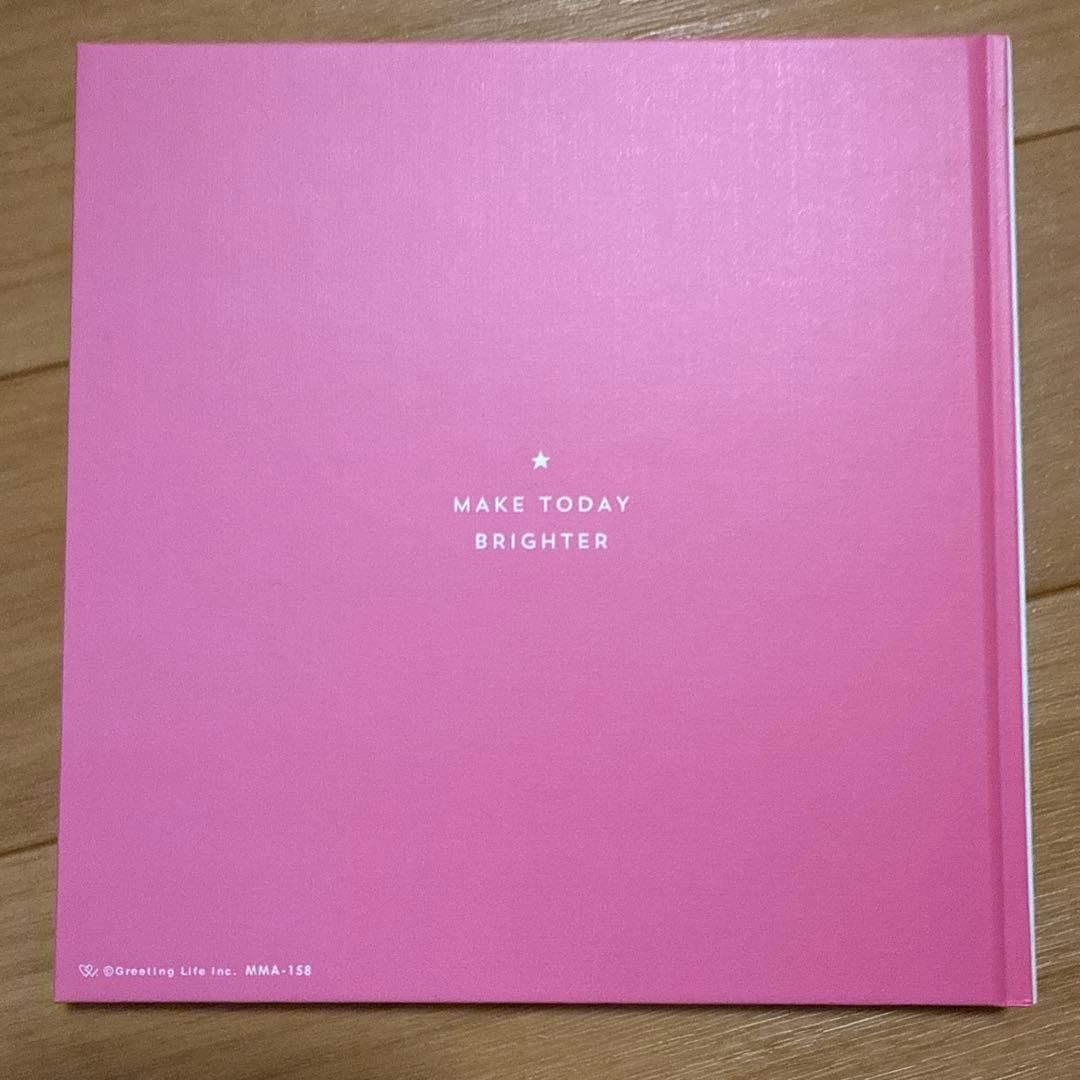 MAKE TODAY
BRIGHTER
©Greeting Life Inc. MMA-158